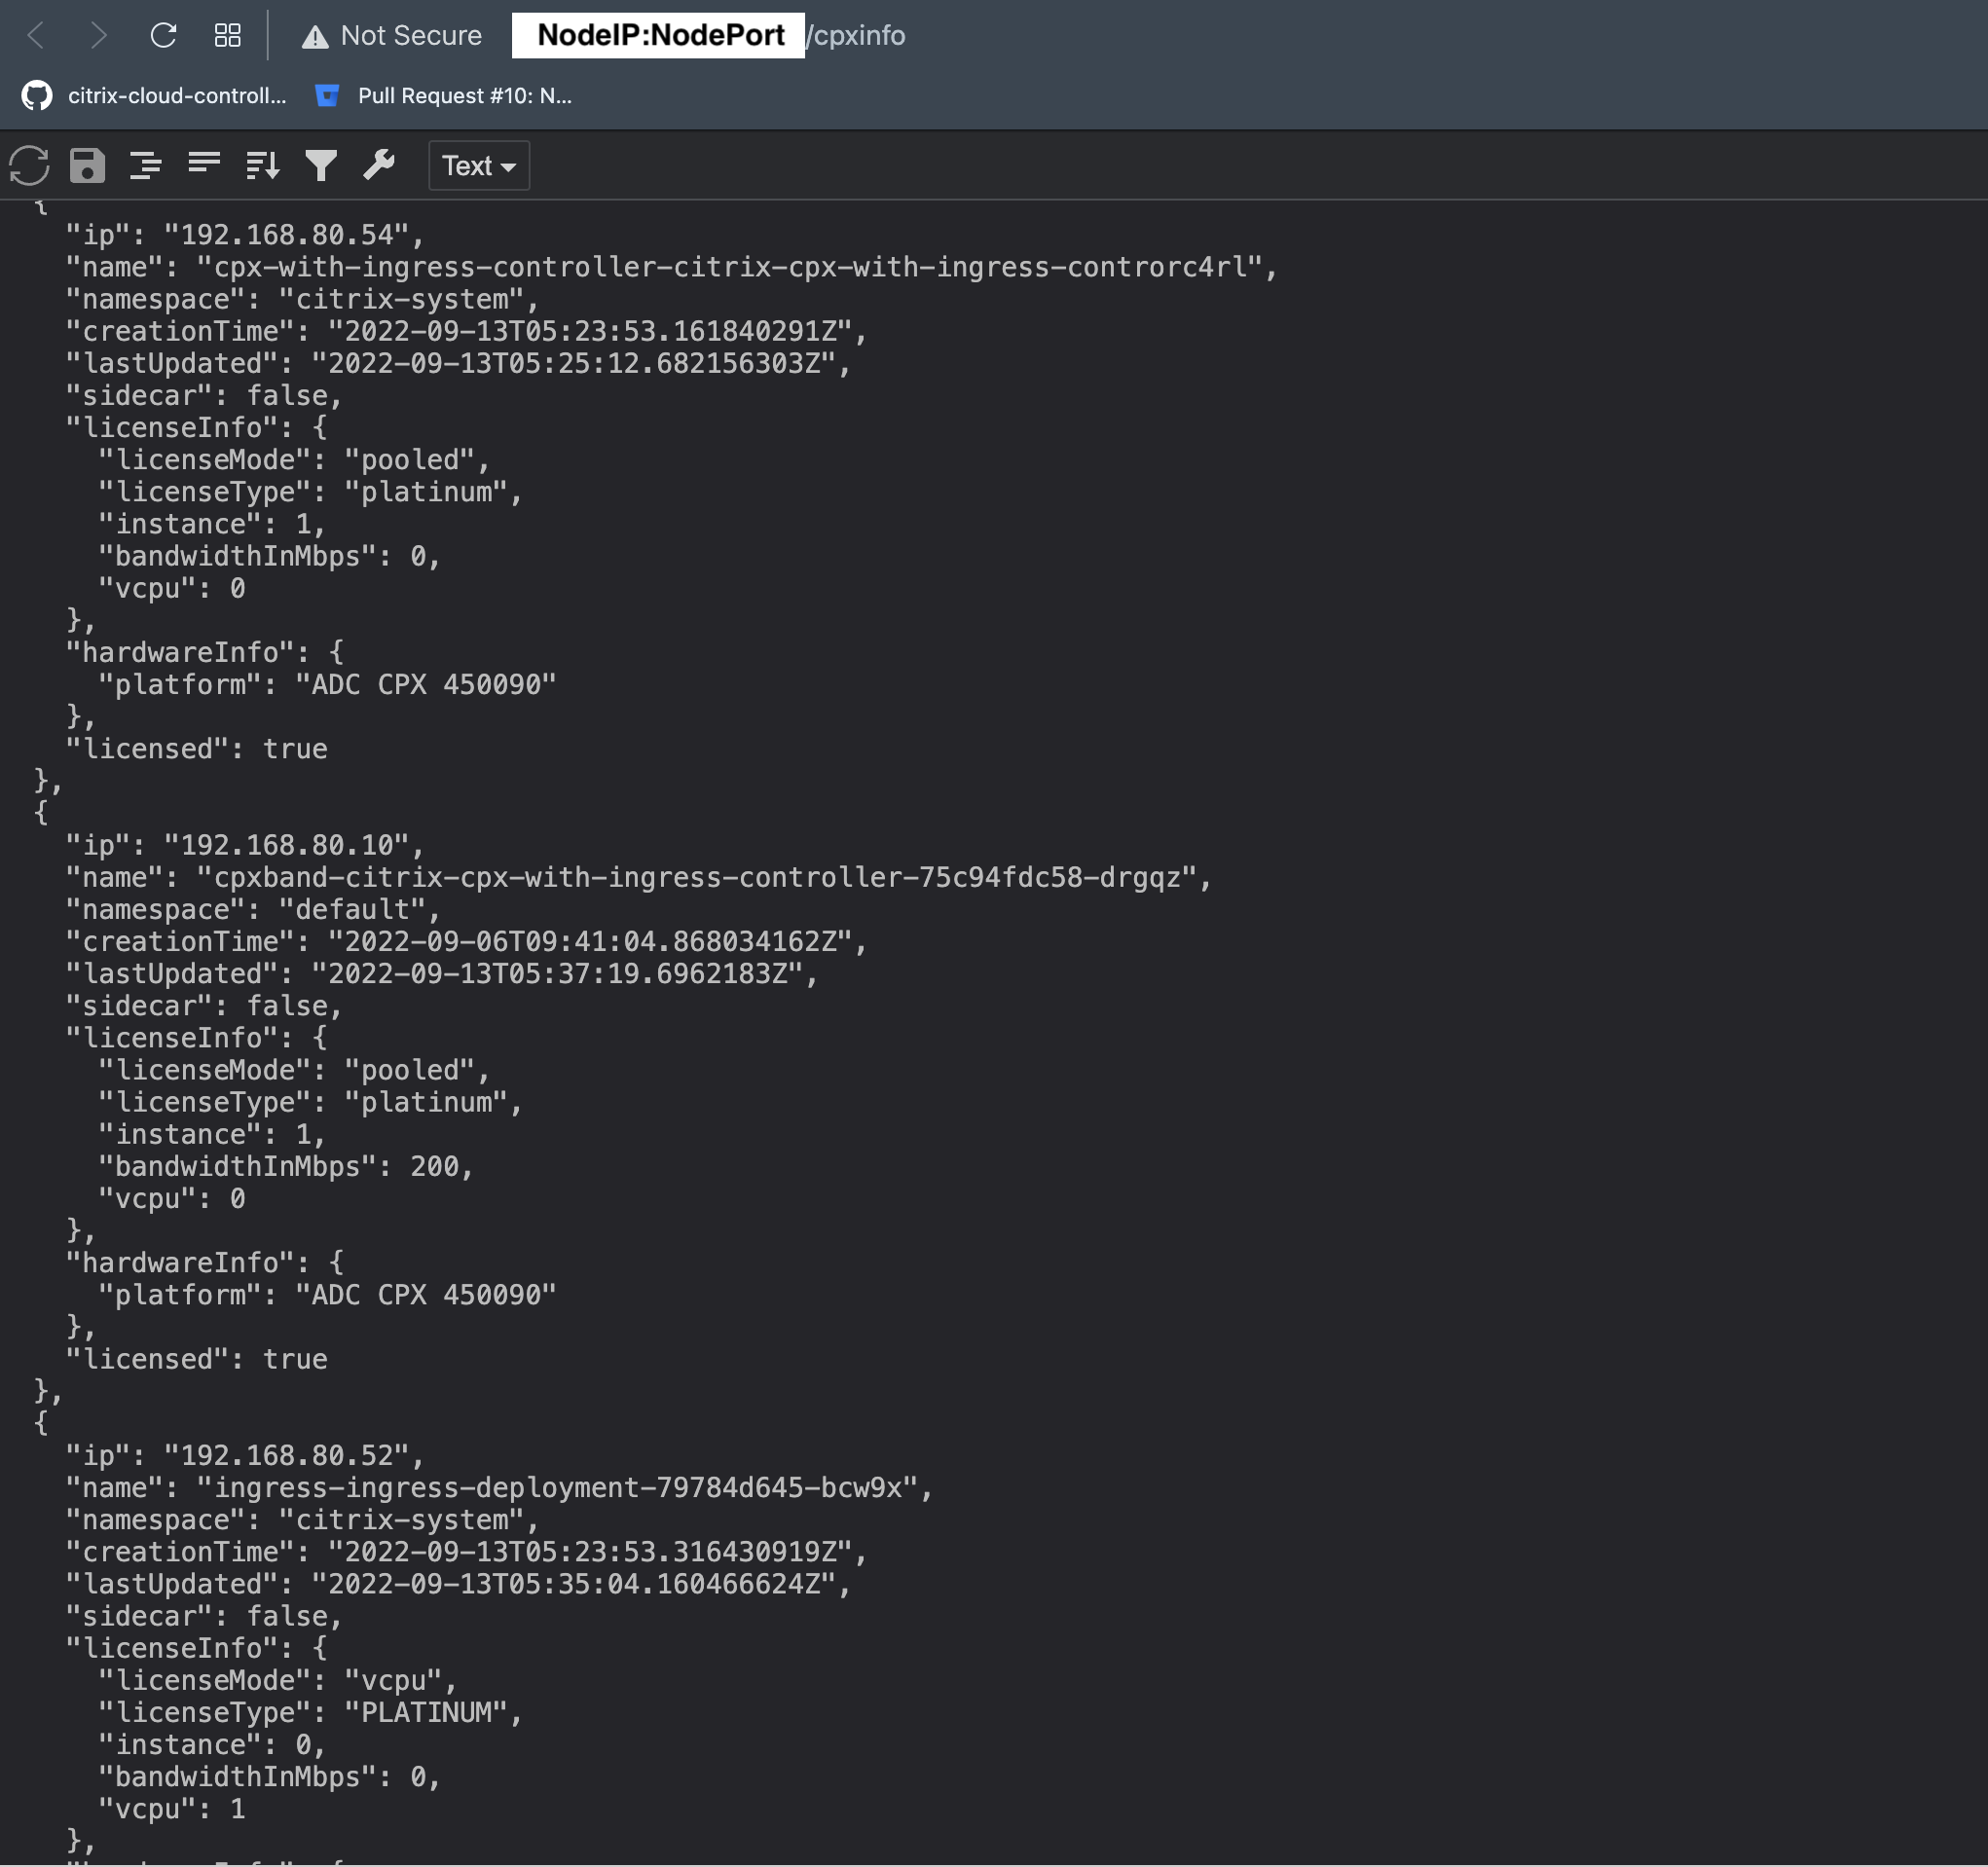 Not Secure NodeIP:NodePort/cpxinfo
citrix-cloud-controll... Pull Request #10: N...
Text
{
"ip": "192.168.80.54",
"name": "cpx-with-ingress-controller-citrix-cpx-with-ingress-controrc4rl",
"namespace": "citrix-system",
"creationTime": "2022-09-13T05:23:53.161840291Z",
"lastUpdated": "2022-09-13T05:25:12.682156303Z",
"sidecar": false,
"licenseInfo": {
"licenseMode": "pooled",
"licenseType": "platinum",
"instance": 1,
"bandwidthInMbps": 0,
"vcpu": 0
},
"hardwareInfo": {
"platform": "ADC CPX 450090"
},
"licensed": true
},
{
"ip": "192.168.80.10",
"name": "cpxband-citrix-cpx-with-ingress-controller-75c94fdc58-drgqz",
"namespace": "default",
"creationTime": "2022-09-06T09:41:04.868034162Z",
"lastUpdated": "2022-09-13T05:37:19.6962183Z",
"sidecar": false,
"licenseInfo": {
"licenseMode": "pooled",
"licenseType": "platinum",
"instance": 1,
"bandwidthInMbps": 200,
"vcpu": 0
},
"hardwareInfo": {
"platform": "ADC CPX 450090"
},
"licensed": true
},
{
"ip": "192.168.80.52",
"name": "ingress-ingress-deployment-79784d645-bcw9x",
"namespace": "citrix-system",
"creationTime": "2022-09-13T05:23:53.316430919Z",
"lastUpdated": "2022-09-13T05:35:04.160466624Z",
"sidecar": false,
"licenseInfo": {
"licenseMode": "vcpu",
"licenseType": "PLATINUM",
"instance": 0,
"bandwidthInMbps": 0,
"vcpu": 1
},